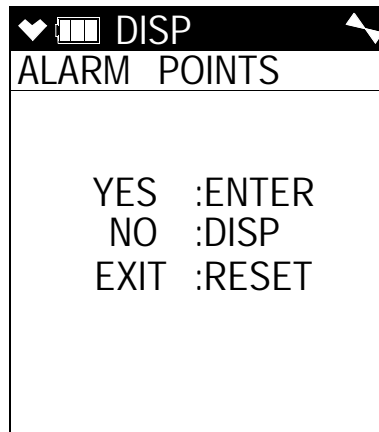 DISP
ALARM POINTS
YES :ENTER
NO :DISP
EXIT :RESET